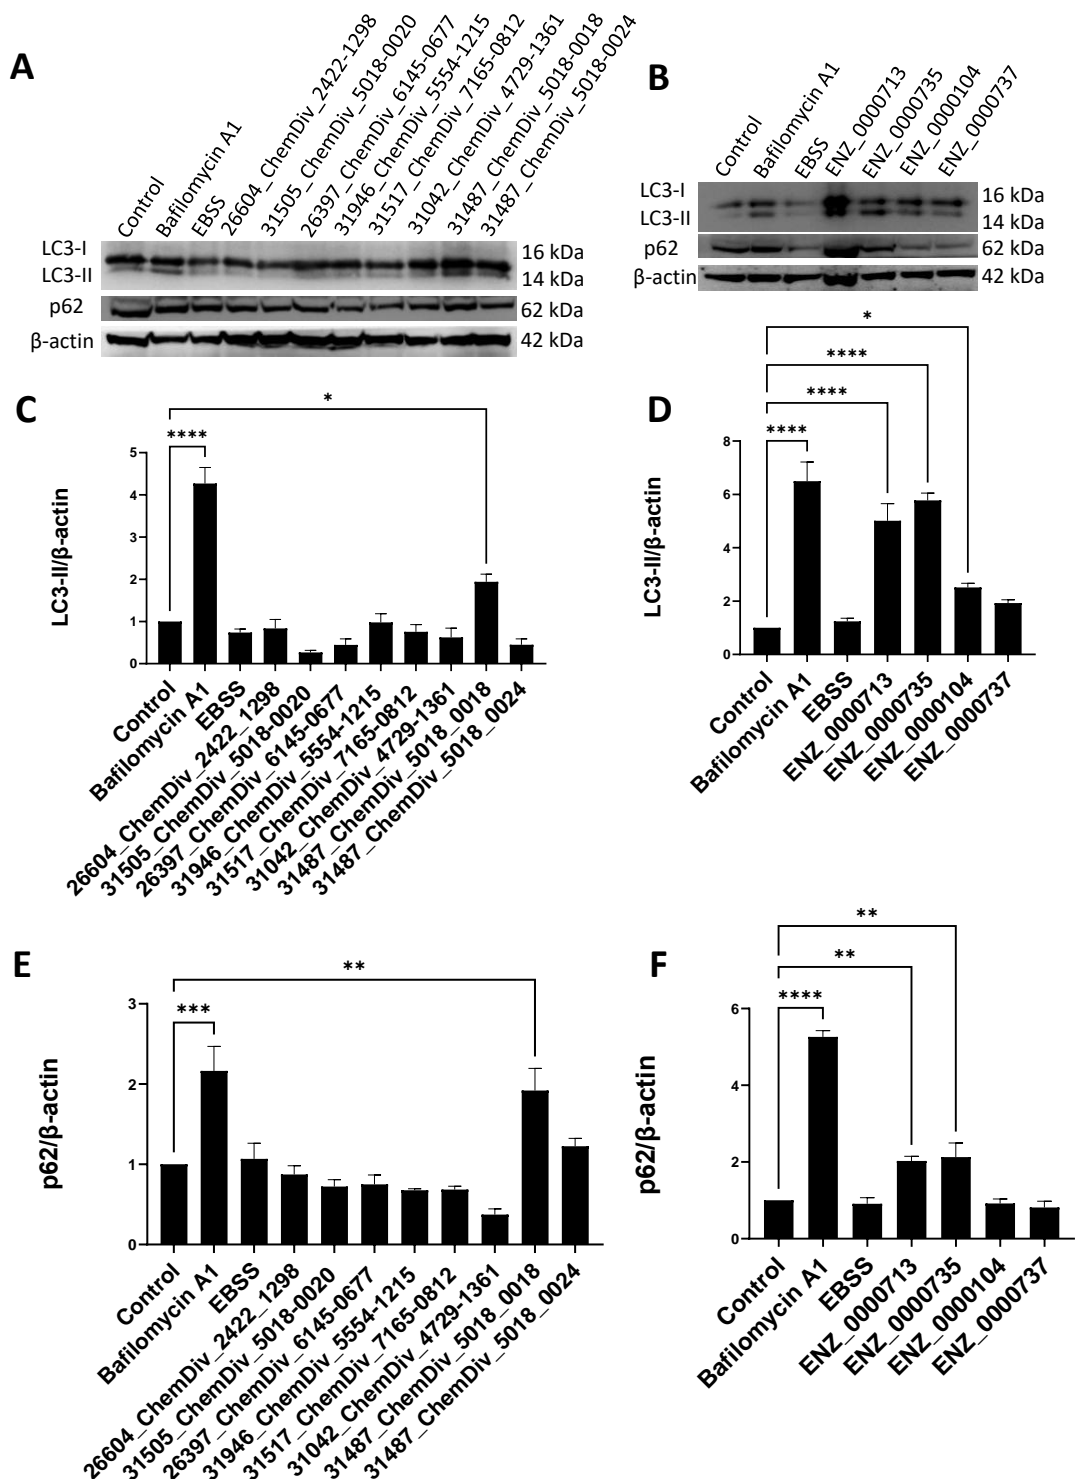 A
Control
Bafilomycin A1
EBSS
26604_ChemDiv_2422-1298
31505_ChemDiv_5018-0020
26397_ChemDiv_6145-0677
31946_ChemDiv_5554-1215
31517_ChemDiv_7165-0812
31042_ChemDiv_4729-1361
31487_ChemDiv_5018-0018
31487_ChemDiv_5018-0024
LC3-I
16 kDa
LC3-II
14 kDa
p62
62 kDa
β-actin
42 kDa
B
Control
Bafilomycin A1
EBSS
ENZ_0000713
ENZ_0000735
ENZ_0000104
ENZ_0000737
LC3-I
16 kDa
LC3-II
14 kDa
p62
62 kDa
β-actin
42 kDa
C
*
****
LC3-II/β-actin
5
4
3
2
1
0
Control
Bafilomycin A1
EBSS
26604_ChemDiv_2422_1298
31505_ChemDiv_5018-0020
26397_ChemDiv_6145-0677
31946_ChemDiv_5554-1215
31517_ChemDiv_7165-0812
31042_ChemDiv_4729-1361
31487_ChemDiv_5018_0018
31487_ChemDiv_5018_0024
D
*
****
****
****
LC3-II/β-actin
8
6
4
2
0
Control
Bafilomycin A1
EBSS
ENZ_0000713
ENZ_0000735
ENZ_0000104
ENZ_0000737
E
**
***
p62/β-actin
3
2
1
0
Control
Bafilomycin A1
EBSS
26604_ChemDiv_2422_1298
31505_ChemDiv_5018-0020
26397_ChemDiv_6145-0677
31946_ChemDiv_5554-1215
31517_ChemDiv_7165-0812
31042_ChemDiv_4729-1361
31487_ChemDiv_5018_0018
31487_ChemDiv_5018_0024
F
**
**
****
p62/β-actin
6
4
2
0
Control
Bafilomycin A1
EBSS
ENZ_0000713
ENZ_0000735
ENZ_0000104
ENZ_0000737